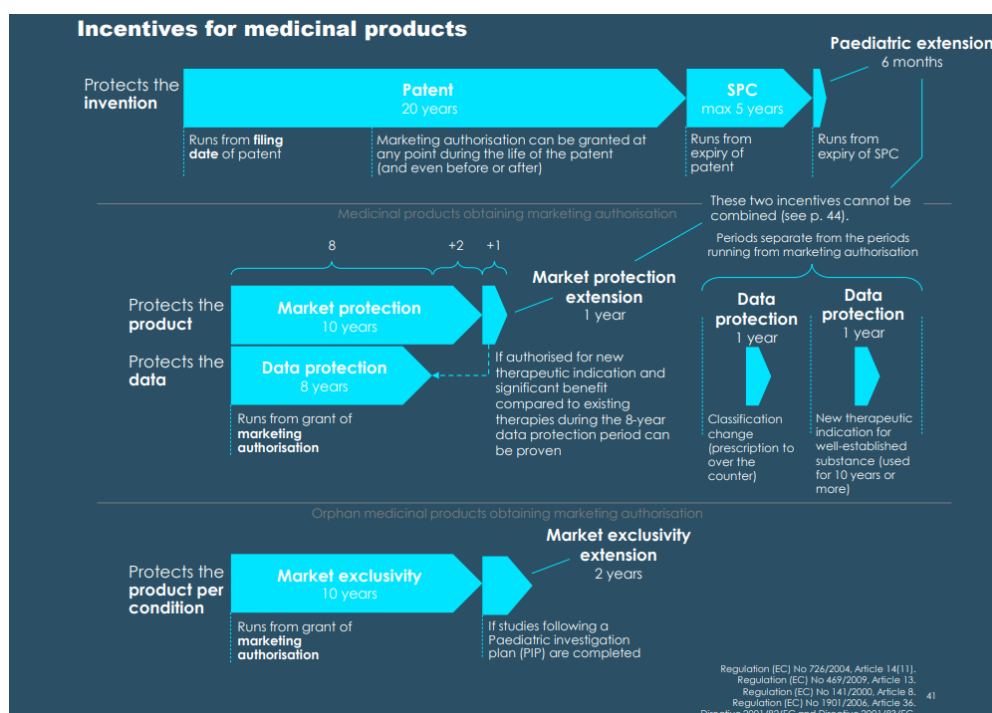 Incentives for medicinal products
Paediatric extension
6 months
Protects the
invention
Patent
20 years
SPC
max 5 years
Runs from filing
date of patent
Marketing authorisation can be granted at
any point during the life of the patent
(and even before or after)
Runs from
expiry of
patent
Runs from
expiry of SPC
These two incentives cannot be
combined (see p. 44).
Medicinal products obtaining marketing authorisation
8
+2
+1
Periods separate from the periods
running from marketing authorisation
Protects the
product
Market protection
10 years
Market protection
extension
1 year
Data
protection
1 year
Data
protection
1 year
Protects the
data
Data protection
8 years
Runs from grant of
marketing
authorisation
If authorised for new
therapeutic indication and
significant benefit
compared to existing
therapies during the 8-year
data protection period can
be proven
Classification
change
(prescription to
over the
counter)
New therapeutic
indication for
well-established
substance (used
for 10 years or
more)
Orphan medicinal products obtaining marketing authorisation
Protects the
product per
condition
Market exclusivity
10 years
Market exclusivity
extension
2 years
Runs from grant of
marketing
authorisation
If studies following a
Paediatric investigation
plan (PIP) are completed
Regulation (EC) No 726/2004, Article 14(11).
Regulation (EC) No 469/2009, Article 13.
Regulation (EC) No 141/2000, Article 8.
Regulation (EC) No 1901/2006, Article 36.
41